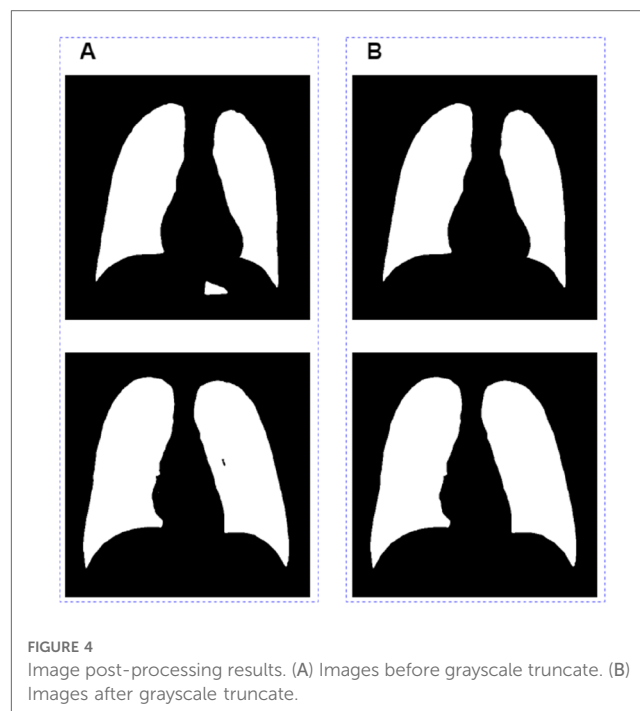 A
B
FIGURE 4
Image post-processing results. (A) Images before grayscale truncate. (B)
Images after grayscale truncate.